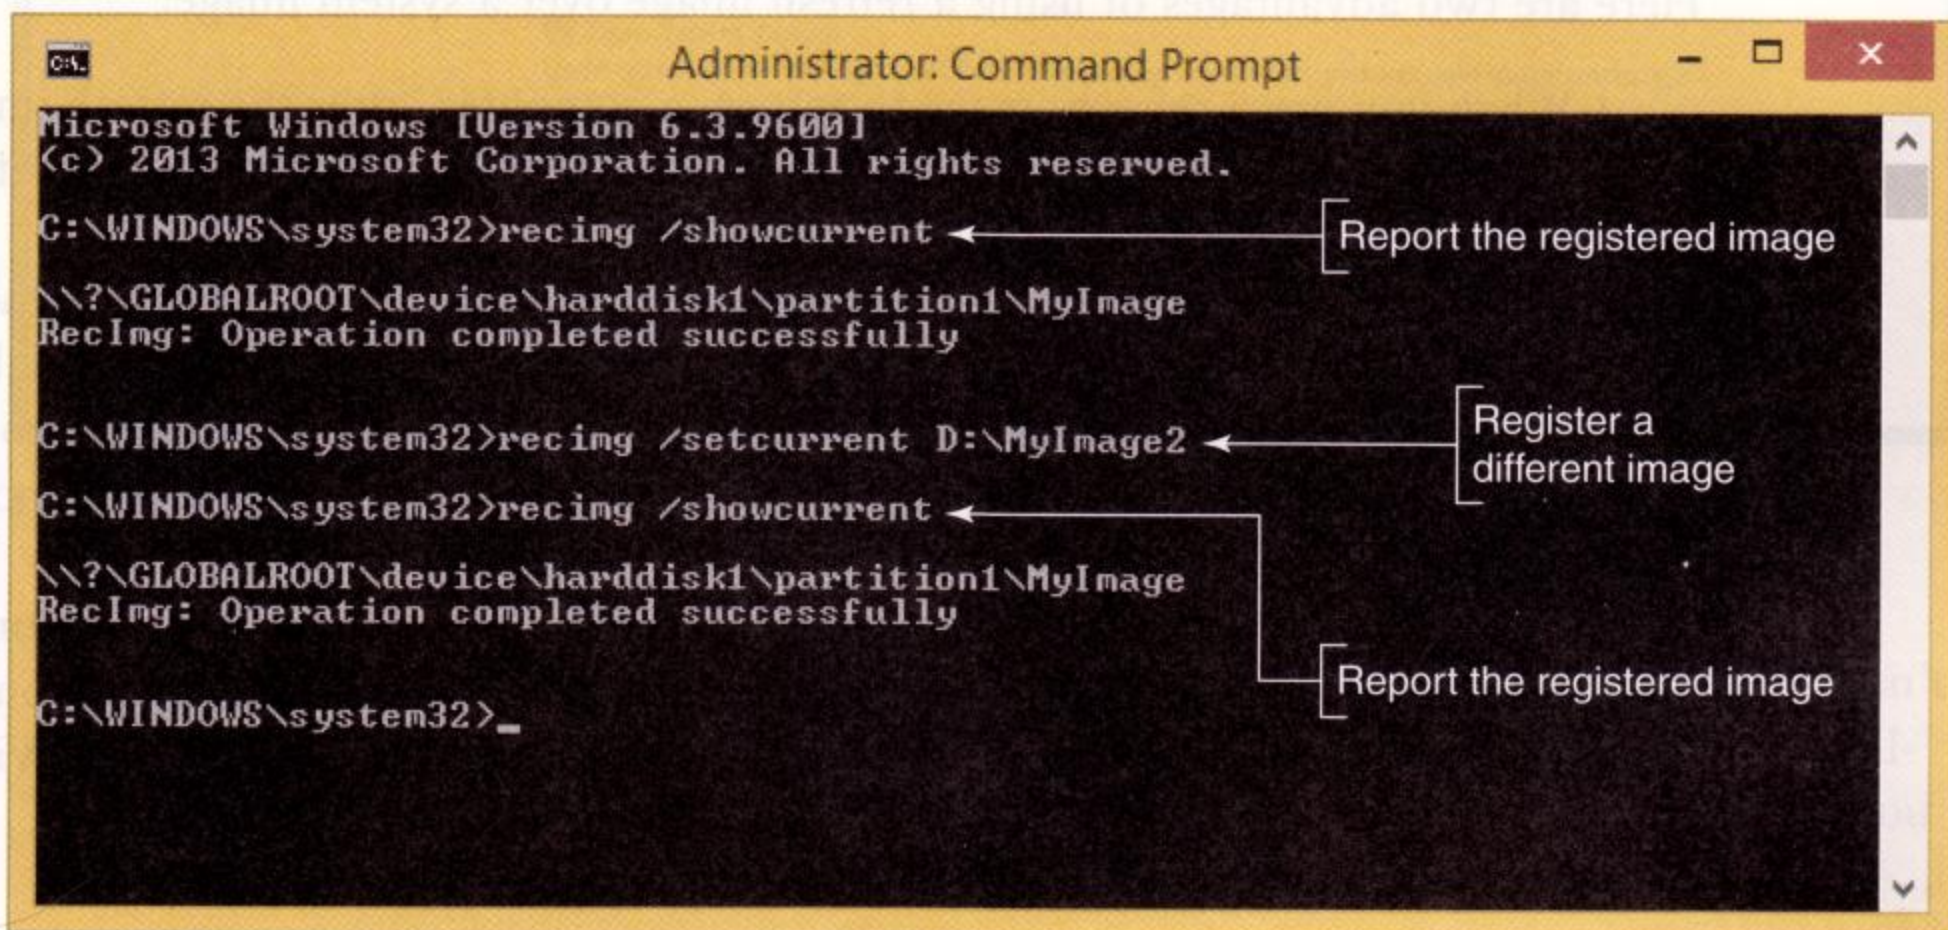 Administrator: Command Prompt
Microsoft Windows [Version 6.3.9600]
(c) 2013 Microsoft Corporation. All rights reserved.
C:\WINDOWS\system32>recimg /showcurrent
Report the registered image
\\?\GLOBALROOT\device\harddisk1\partition1\MyImage
RecImg: Operation completed successfully
C:\WINDOWS\system32>recimg /setcurrent D:\MyImage2
Register a
different image
C:\WINDOWS\system32>recimg /showcurrent
\\?\GLOBALROOT\device\harddisk1\partition1\MyImage
RecImg: Operation completed successfully
Report the registered image
C:\WINDOWS\system32>_